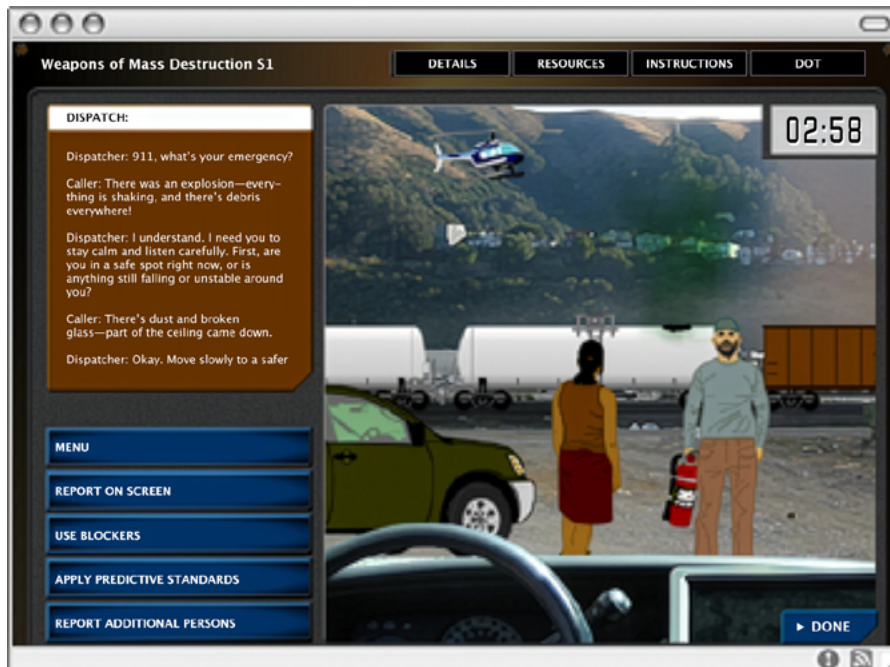 Weapons of Mass Destruction S1
DETAILS
RESOURCES
INSTRUCTIONS
DOT
DISPATCH:
Dispatcher: 911, what's your emergency?
Caller: There was an explosion—every-
thing is shaking, and there's debris
everywhere!
Dispatcher: I understand. I need you to
stay calm and listen carefully. First, are
you in a safe spot right now, or is
anything still falling or unstable around
you?
Caller: There's dust and broken
glass—part of the ceiling came down.
Dispatcher: Okay. Move slowly to a safer
02:58
MENU
REPORT ON SCREEN
USE BLOCKERS
APPLY PREDICTIVE STANDARDS
REPORT ADDITIONAL PERSONS
DONE